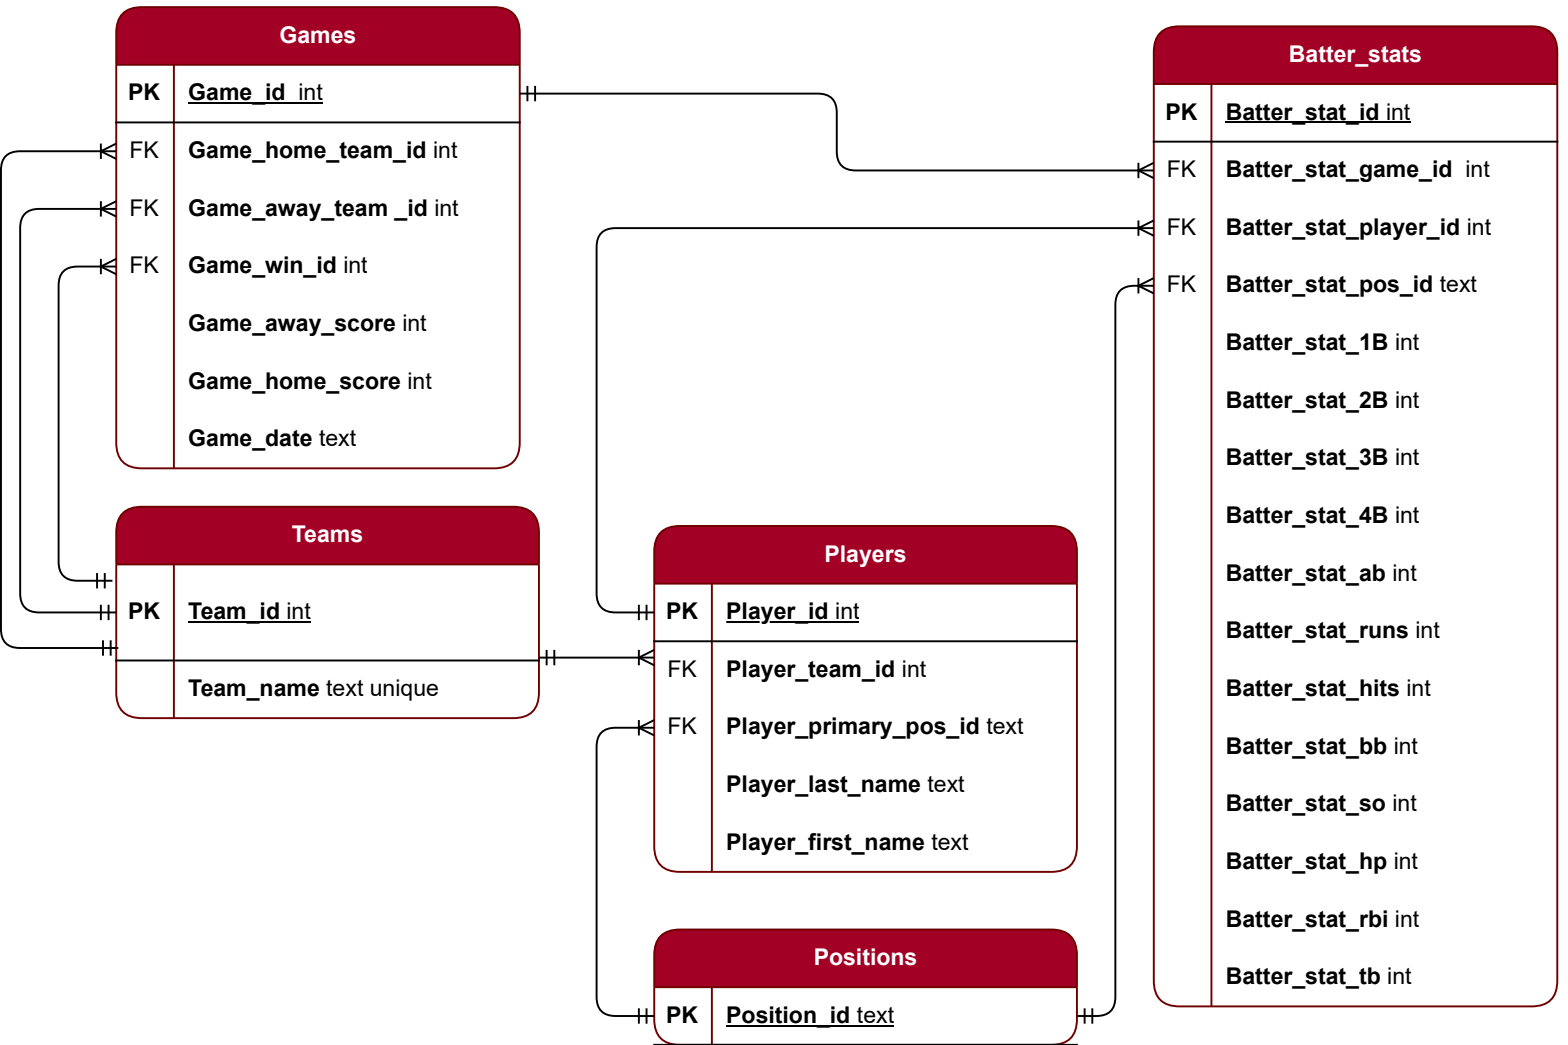 Games
PK Game_id int
FK Game_home_team_id int
FK Game_away_team _id int
FK Game_win_id int
Game_away_score int
Game_home_score int
Game_date text
Teams
PK Team_id int
Team_name text unique
Players
PK Player_id int
FK Player_team_id int
FK Player_primary_pos_id text
Player_last_name text
Player_first_name text
Positions
PK Position_id text
Batter_stats
PK Batter_stat_id int
FK Batter_stat_game_id int
FK Batter_stat_player_id int
FK Batter_stat_pos_id text
Batter_stat_1B int
Batter_stat_2B int
Batter_stat_3B int
Batter_stat_4B int
Batter_stat_ab int
Batter_stat_runs int
Batter_stat_hits int
Batter_stat_bb int
Batter_stat_so int
Batter_stat_hp int
Batter_stat_rbi int
Batter_stat_tb int